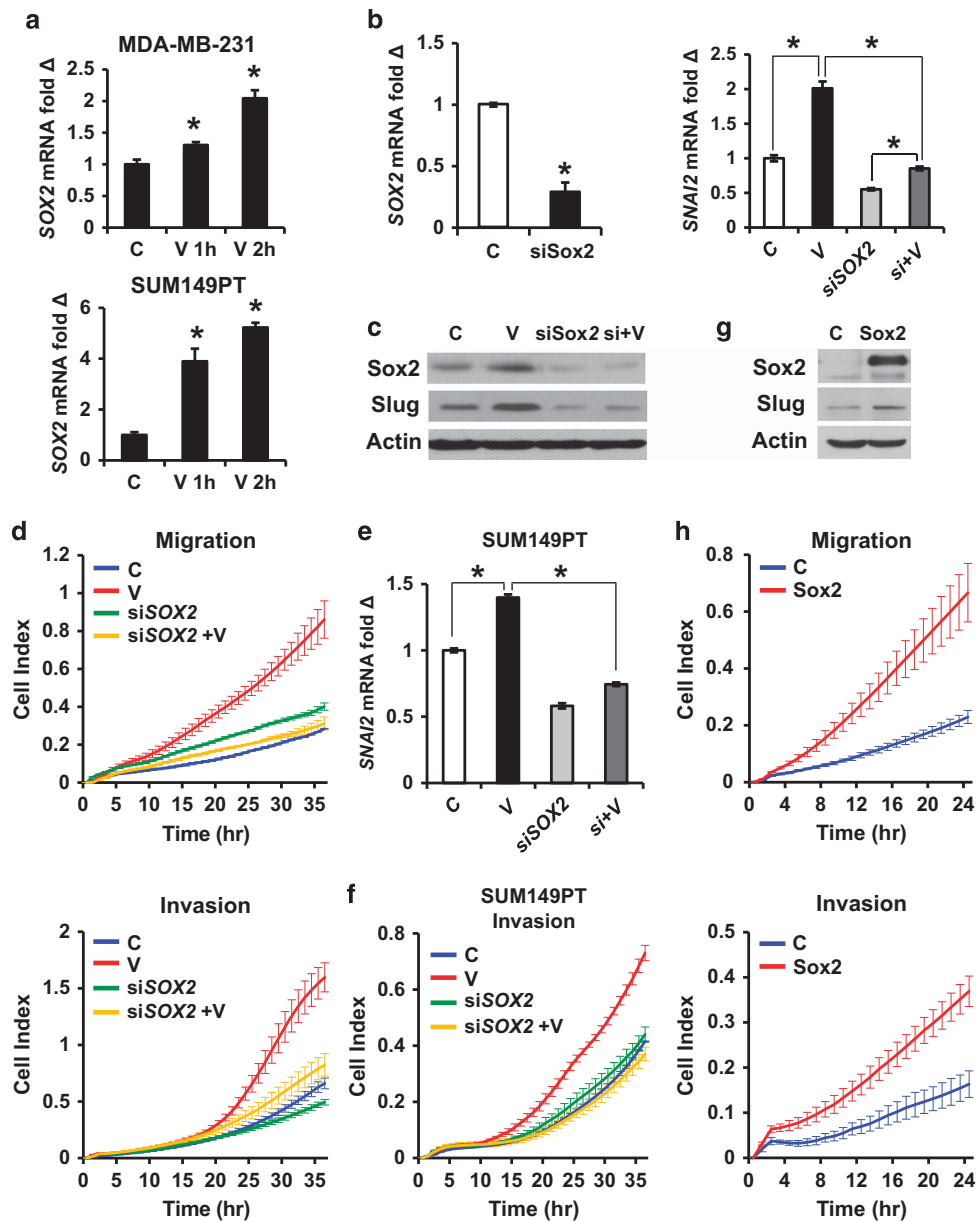 a
MDA-MB-231
SOX2 mRNA fold Δ
2.5
2
1.5
1
0.5
0
*
*
C
V 1h
V 2h
SUM149PT
SOX2 mRNA fold Δ
6
4
2
0
*
*
C
V 1h
V 2h
b
SOX2 mRNA fold Δ
1.5
1
0.5
0
*
C
siSox2
SNAI2 mRNA fold Δ
2.5
2
1.5
1
0.5
0
*
*
*
C
V
siSOX2
si+V
c
C V siSox2 si+V
Sox2
Slug
Actin
g
C Sox2
Sox2
Slug
Actin
d
Migration
C
V
siSOX2
siSOX2 +V
Cell Index
1.2
1
0.8
0.6
0.4
0.2
0
0 5 10 15 20 25 30 35
Time (hr)
Invasion
C
V
siSOX2
siSOX2 +V
Cell Index
2
1.5
1
0.5
0
0 5 10 15 20 25 30 35
Time (hr)
e
SUM149PT
SNAI2 mRNA fold Δ
1.5
1
0.5
0
*
*
C
V
siSOX2
si+V
f
SUM149PT
Invasion
C
V
siSOX2
siSOX2 +V
Cell Index
0.8
0.6
0.4
0.2
0
0 5 10 15 20 25 30 35
Time (hr)
h
Migration
C
Sox2
Cell Index
0.8
0.6
0.4
0.2
0
0 4 8 12 16 20 24
Time (hr)
Invasion
C
Sox2
Cell Index
0.5
0.4
0.3
0.2
0.1
0
0 4 8 12 16 20 24
Time (hr)